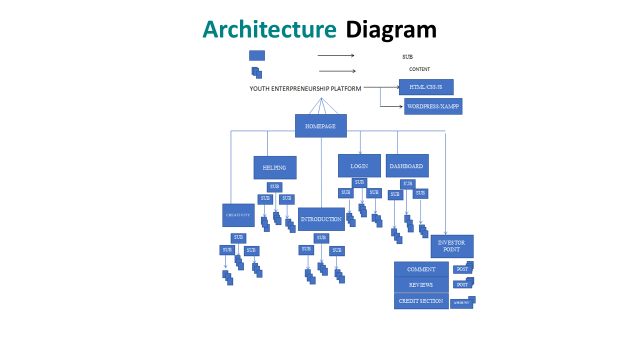 Architecture Diagram
SUB
CONTENT
YOUTH ENTERPRENEURSHIP PLATFORM
HTML/CSS/JS
WORDPRESS/XAMPP
HOMEPAGE
HELPING
LOGIN
DASHBOARD
SUB
SUB
SUB
SUB
SUB
SUB
SUB
SUB
SUB
CREATIVITY
INTRODUCTION
SUB
SUB
SUB
SUB
SUB
SUB
INVESTOR
POINT
COMMENT
POST
REVIEWS
POST
CREDIT SECTION